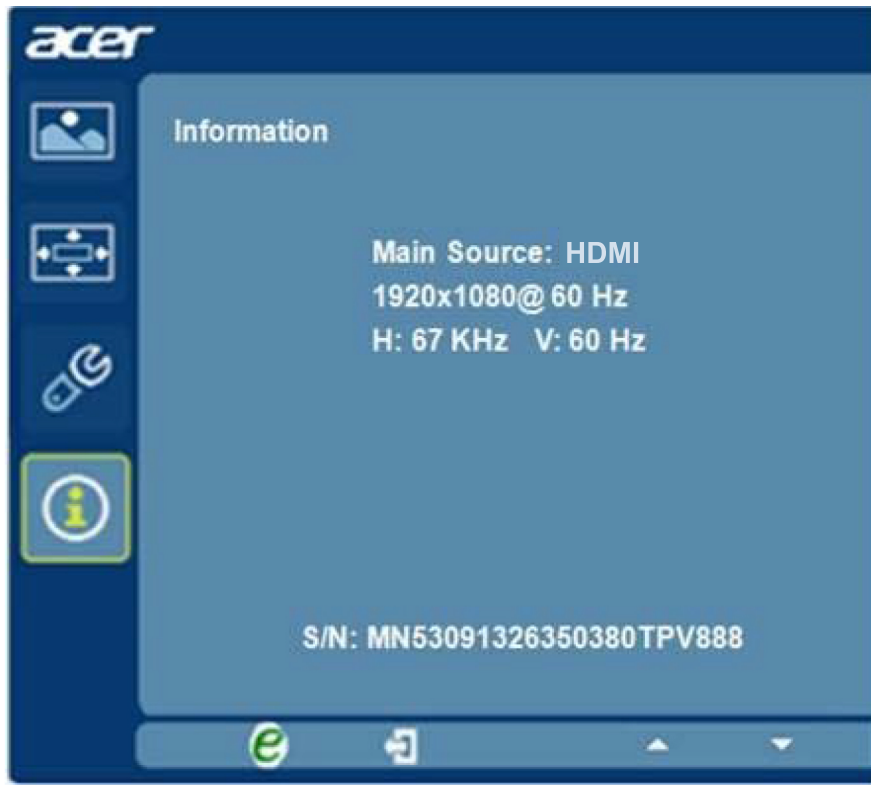 acer
Information
Main Source: HDMI
1920x1080@ 60 Hz
H: 67 KHz V: 60 Hz
S/N: MN53091326350380TPV888
e